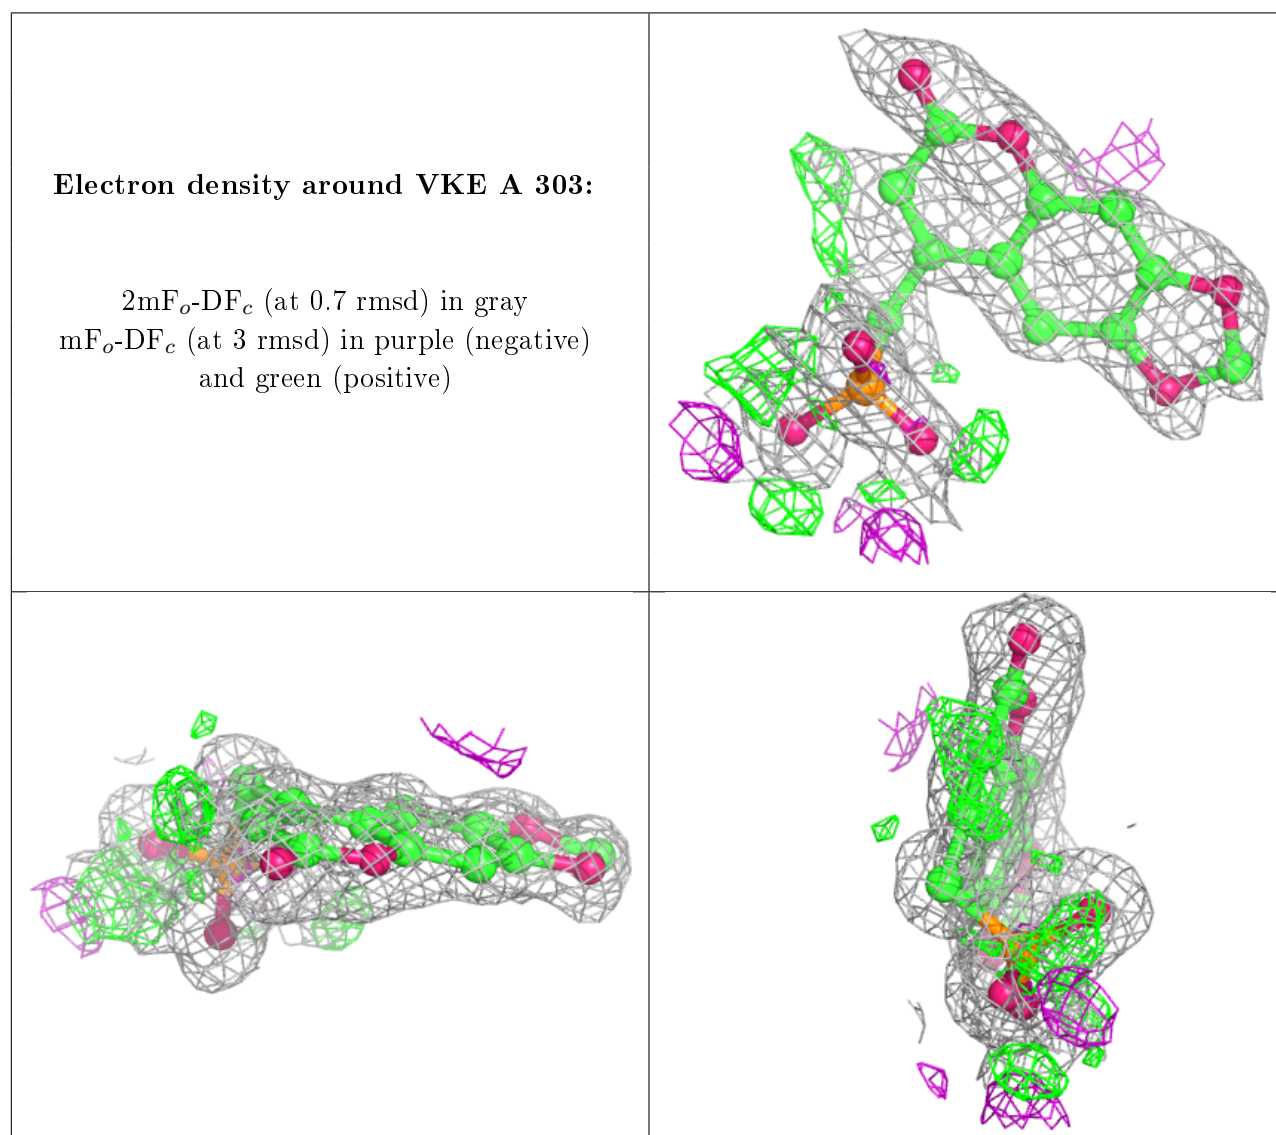 Electron density around VKE A 303:
2mFo-DFc (at 0.7 rmsd) in gray
mFo-DFc (at 3 rmsd) in purple (negative)
and green (positive)